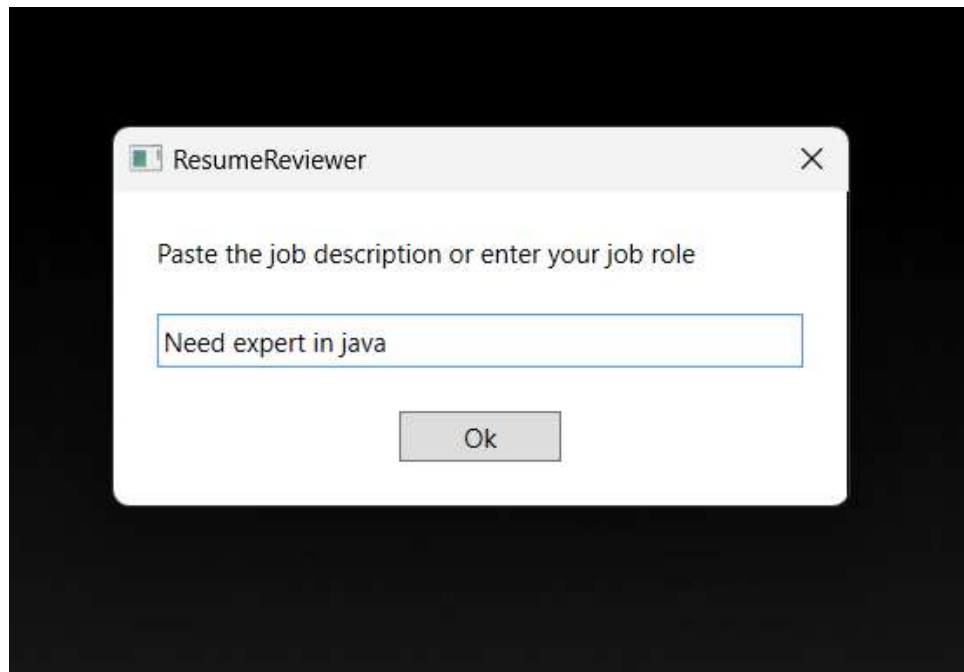 ResumeReviewer
Paste the job description or enter your job role
Need expert in java
Ok